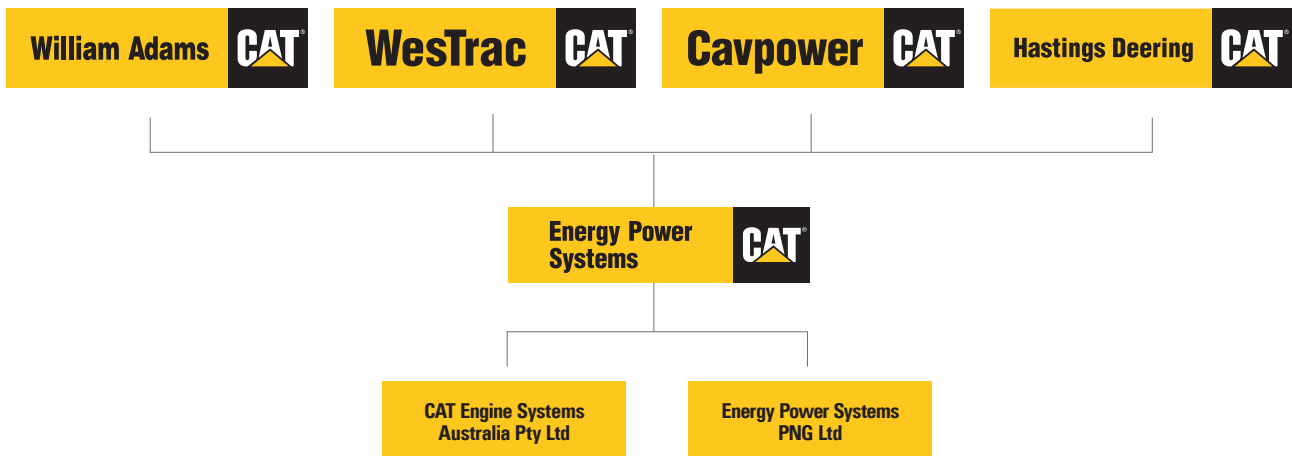 William Adams CAT®
WesTrac CAT®
Cavpower CAT®
Hastings Deering CAT®
Energy Power
Systems
CAT®
CAT Engine Systems
Australia Pty Ltd
Energy Power Systems
PNG Ltd